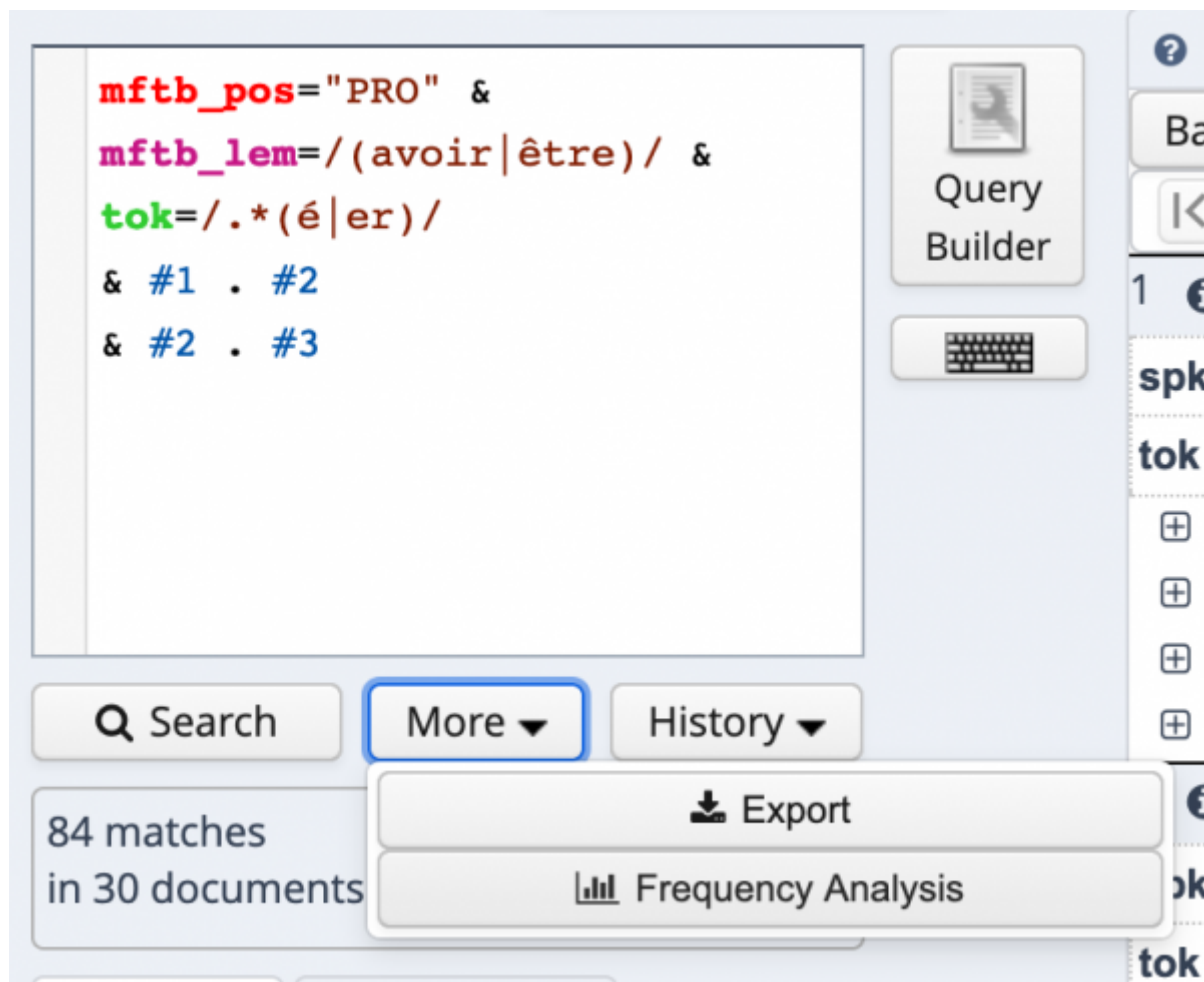 mftb_pos="PRO" &
mftb_lem=/(avoir|être)/ &
tok=/.*(é|er)/
& #1 . #2
& #2 . #3
Query
Builder
Search
More
History
84 matches
in 30 documents
Export
Frequency Analysis
Ba
1
spk
tok
pk
tok